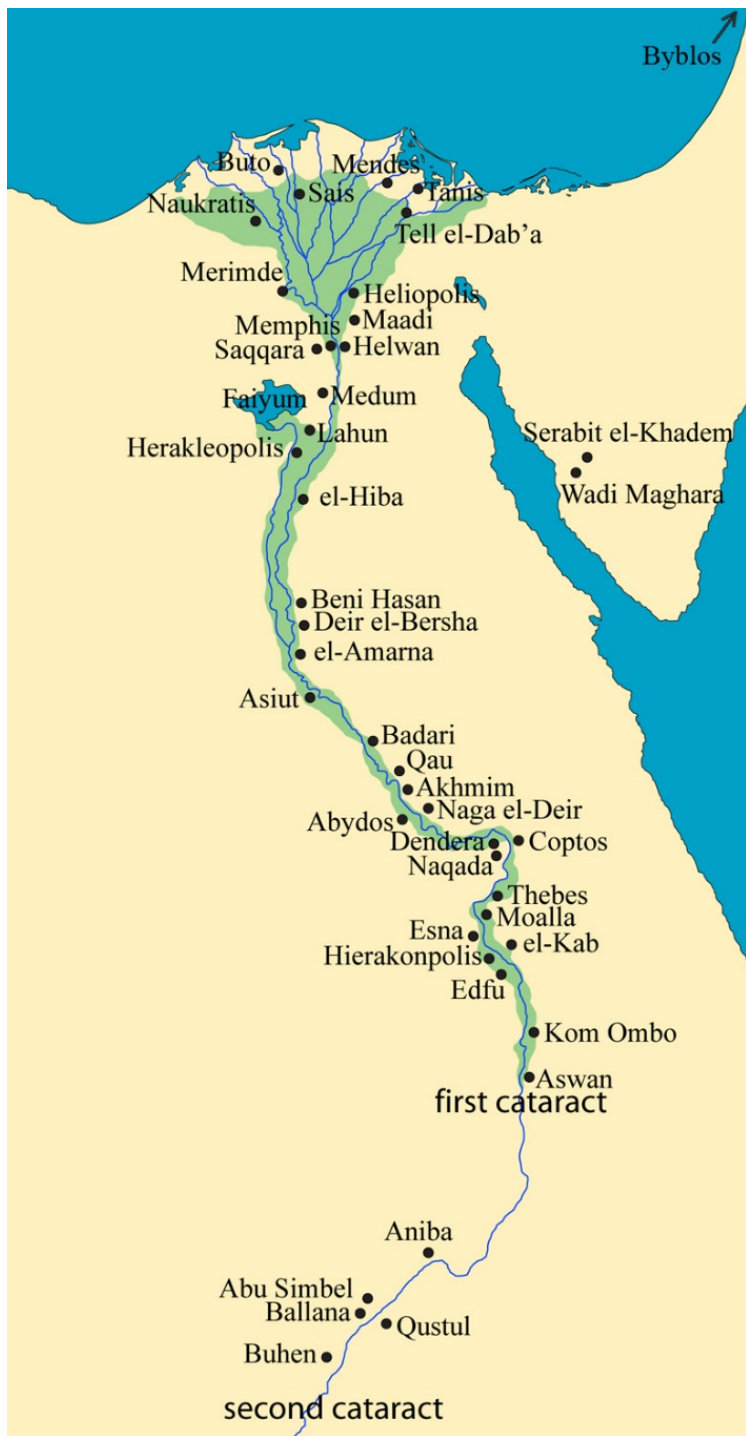 Byblos
Buto
Mendes
Sais
Tanis
Naukratis
Tell el-Dab'a
Merimde
Heliopolis
Maadi
Memphis
Saqqara
Helwan
Faiyum
Medum
Lahun
Herakleopolis
Serabit el-Khadem
Wadi Maghara
el-Hiba
Beni Hasan
Deir el-Bersha
el-Amarna
Asiut
Badari
Qau
Akhmim
Naga el-Deir
Abydos
Dendera
Coptos
Naqada
Thebes
Moalla
Esna
el-Kab
Hierakonpolis
Edfu
Kom Ombo
Aswan
first cataract
Aniba
Abu Simbel
Ballana
Qustul
Buhen
second cataract